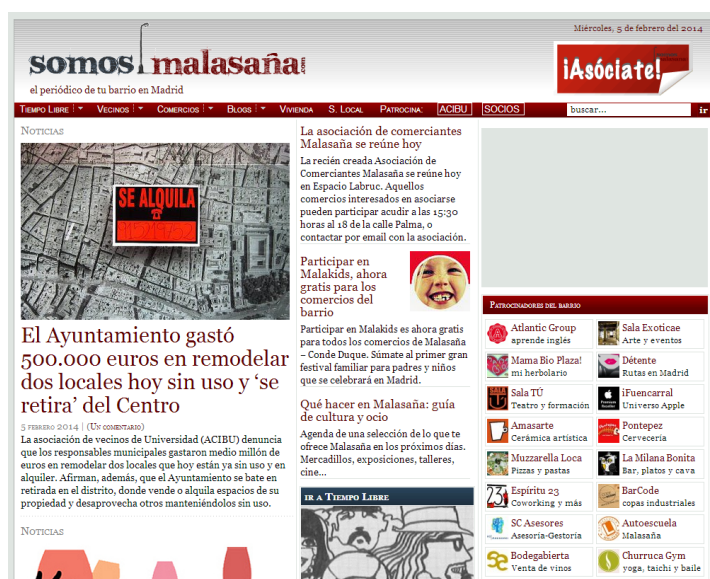 Miércoles, 5 de febrero del 2014
somos malasaña.com
el periódico de tu barrio en Madrid
¡Asóciate!
Tiempo Libre Vecinos Comercios Blogs Vivienda S. Local Patrocina: ACIBU SOCIOS buscar... ir
Noticias
SE ALQUILA
El Ayuntamiento gastó
500.000 euros en remodelar
dos locales hoy sin uso y ‘se
retira’ del Centro
5 febrero 2014 | (Un comentario)
La asociación de vecinos de Universidad (ACIBU) denuncia
que los responsables municipales gastaron medio millón de
euros en remodelar dos locales que hoy están ya sin uso y en
alquiler. Afirman, además, que el Ayuntamiento se bate en
retirada en el distrito, donde vende o alquila espacios de su
propiedad y desaprovecha otros manteniéndolos sin uso.
Noticias
La asociación de comerciantes
Malasaña se reúne hoy
La recién creada Asociación de
Comerciantes Malasaña se reúne hoy
en Espacio Labruc. Aquellos
comercios interesados en asociarse
pueden participar acudir a las 15:30
horas al 18 de la calle Palma, o
contactar por email con la asociación.
Participar en
Malakids, ahora
gratis para los
comercios del
barrio
Participar en Malakids es ahora gratis
para todos los comercios de Malasaña
– Conde Duque. Súmate al primer gran
festival familiar para padres y niños
que se celebrará en Madrid.
Qué hacer en Malasaña: guía
de cultura y ocio
Agenda de una selección de lo que te
ofrece Malasaña en los próximos días.
Mercadillos, exposiciones, talleres,
cine...
ir a Tiempo Libre
Patrocinadores del barrio
Atlantic Group
aprende inglés
Sala Exoticae
Arte y eventos
Mama Bio Plaza!
mi herbolario
Détente
Rutas en Madrid
Sala TÚ
Teatro y formación
iFuencarral
Universo Apple
Amasarte
Cerámica artística
Pontepez
Cervecería
Muzzarella Loca
Pizzas y pastas
La Milana Bonita
Bar, platos y cava
23
Espíritu 23
Coworking y más
BarCode
copas industriales
SC Asesores
Asesoría-Gestoría
Autoescuela
Malasaña
Bodegabierta
Venta de vinos
Churruca Gym
yoga, taichi y baile